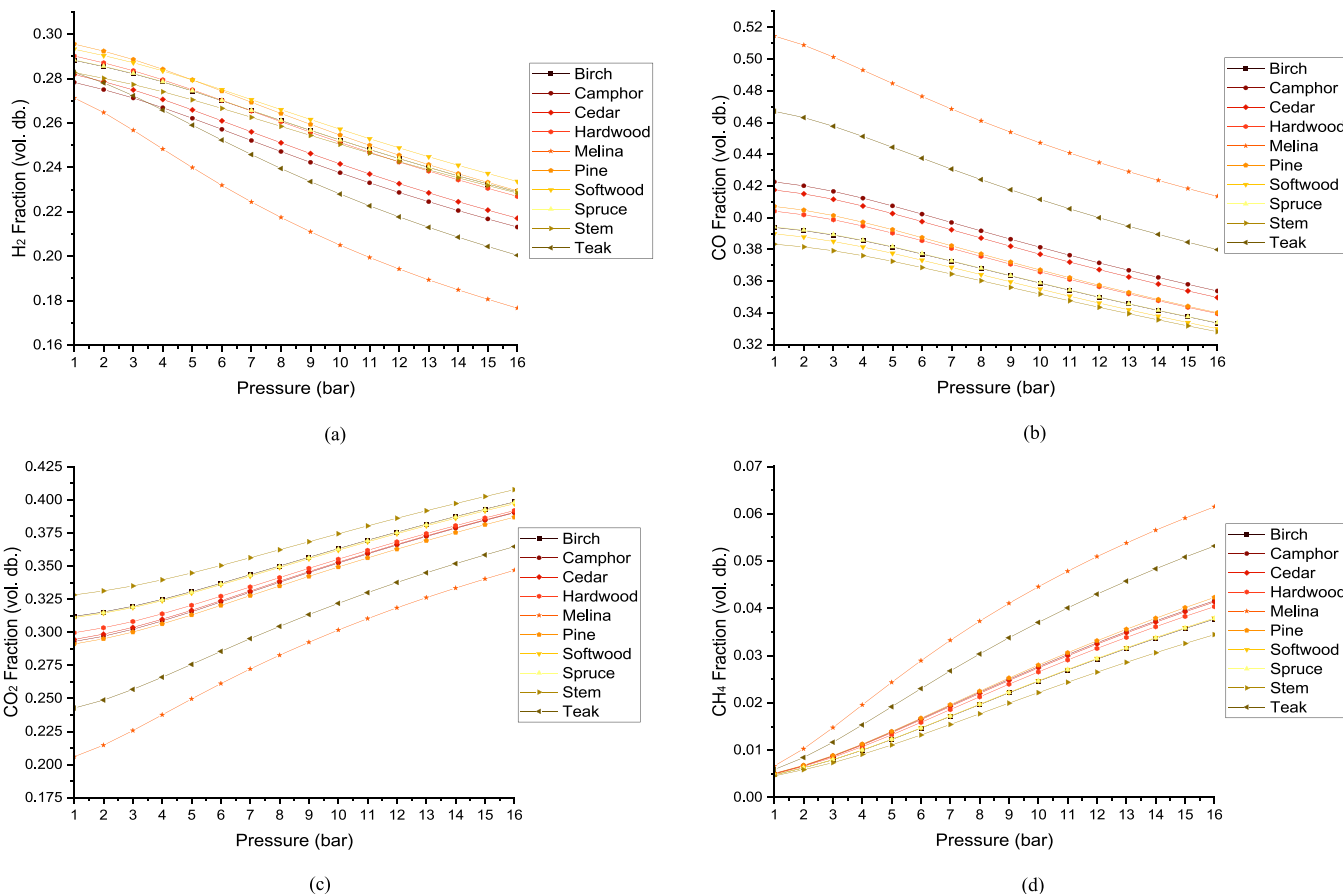 (a)
H2 Fraction (vol. db.)
0.30
0.28
0.26
0.24
0.22
0.20
0.18
0.16
1 2 3 4 5 6 7 8 9 10 11 12 13 14 15 16
Pressure (bar)
Birch
Camphor
Cedar
Hardwood
Melina
Pine
Softwood
Spruce
Stem
Teak
(b)
CO Fraction (vol. db.)
0.52
0.50
0.48
0.46
0.44
0.42
0.40
0.38
0.36
0.34
0.32
1 2 3 4 5 6 7 8 9 10 11 12 13 14 15 16
Pressure (bar)
Birch
Camphor
Cedar
Hardwood
Melina
Pine
Softwood
Spruce
Stem
Teak
(c)
CO2 Fraction (vol. db.)
0.425
0.400
0.375
0.350
0.325
0.300
0.275
0.250
0.225
0.200
0.175
1 2 3 4 5 6 7 8 9 10 11 12 13 14 15 16
Pressure (bar)
Birch
Camphor
Cedar
Hardwood
Melina
Pine
Softwood
Spruce
Stem
Teak
(d)
CH4 Fraction (vol. db.)
0.07
0.06
0.05
0.04
0.03
0.02
0.01
0.00
1 2 3 4 5 6 7 8 9 10 11 12 13 14 15 16
Pressure (bar)
Birch
Camphor
Cedar
Hardwood
Melina
Pine
Softwood
Spruce
Stem
Teak